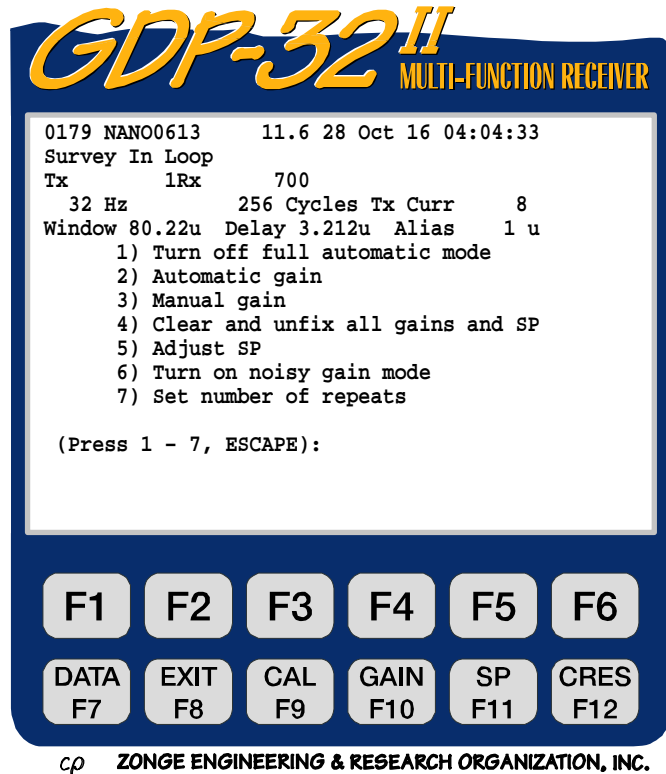 GDP-32 II
MULTI-FUNCTION RECEIVER
0179 NANO0613 11.6 28 Oct 16 04:04:33
Survey In Loop
Tx 1Rx 700
32 Hz 256 Cycles Tx Curr 8
Window 80.22u Delay 3.212u Alias 1 u
1) Turn off full automatic mode
2) Automatic gain
3) Manual gain
4) Clear and unfix all gains and SP
5) Adjust SP
6) Turn on noisy gain mode
7) Set number of repeats
(Press 1 - 7, ESCAPE):
F1 F2 F3 F4 F5 F6
DATA EXIT CAL GAIN SP CRES
F7 F8 F9 F10 F11 F12
ZONGE ENGINEERING & RESEARCH ORGANIZATION, INC.